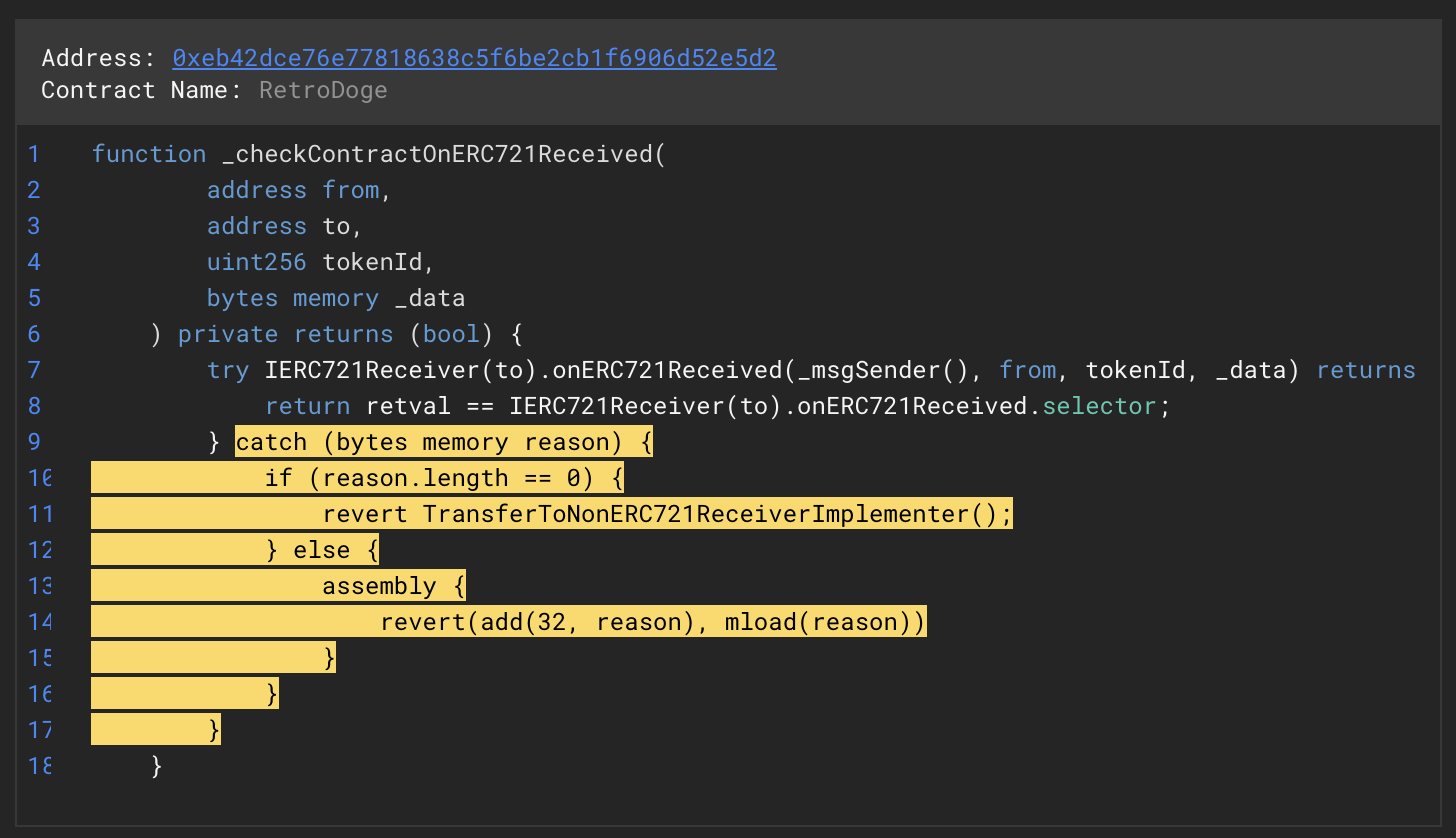 Address: 0xeb42dce76e77818638c5f6be2cb1f6906d52e5d2
Contract Name: RetroDoge
1 function _checkContractOnERC721Received(
2 address from,
3 address to,
4 uint256 tokenId,
5 bytes memory _data
6 ) private returns (bool) {
7 try IERC721Receiver(to).onERC721Received(_msgSender(), from, tokenId, _data) returns
8 return retval == IERC721Receiver(to).onERC721Received.selector;
9 } catch (bytes memory reason) {
10 if (reason.length == 0) {
11 revert TransferToNonERC721ReceiverImplementer();
12 } else {
13 assembly {
14 revert(add(32, reason), mload(reason))
15 }
16 }
17 }
18 }